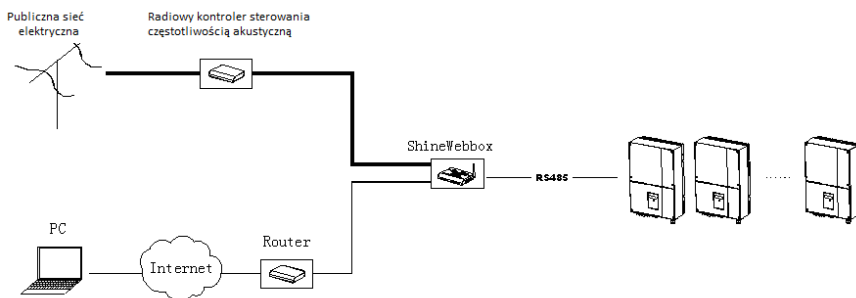 Publiczna sieć
elektryczna
Radiowy kontroler sterowania
częstotliwością akustyczną
ShineWebbox
RS485
PC
Internet
Router